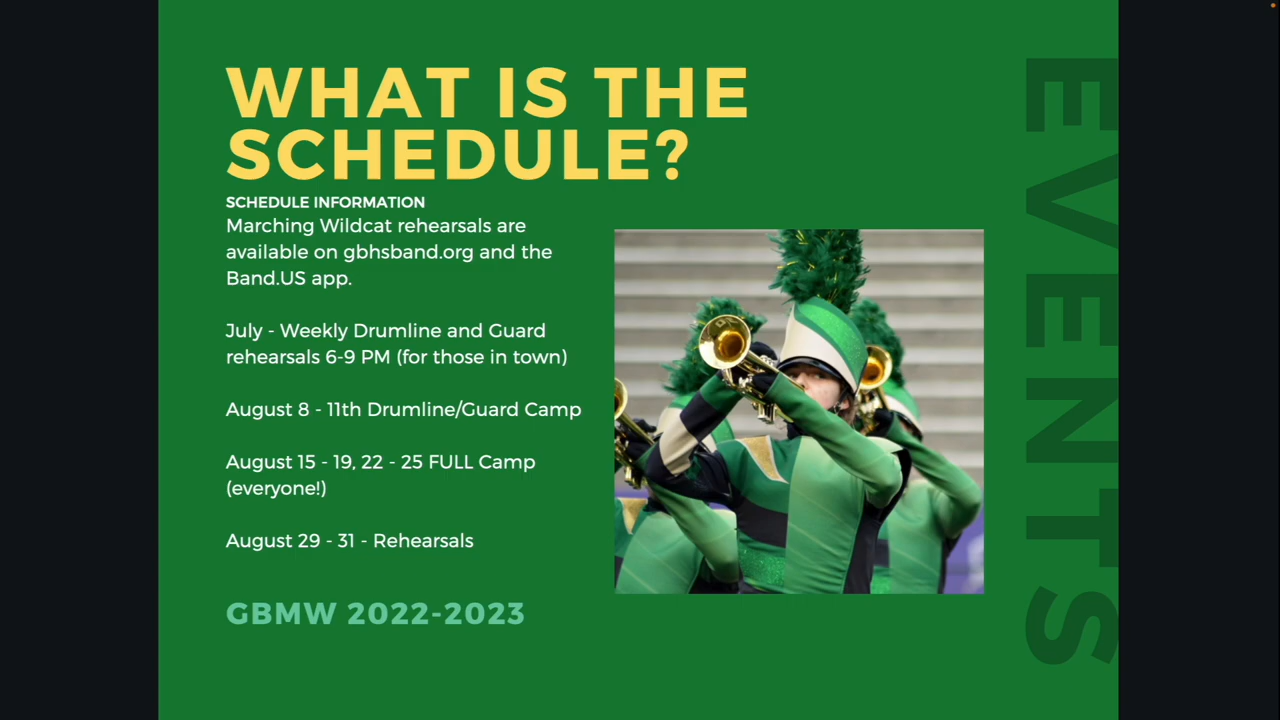 WHAT IS THE
SCHEDULE?
SCHEDULE INFORMATION
Marching Wildcat rehearsals are
available on gbhsband.org and the
Band.US app.
July - Weekly Drumline and Guard
rehearsals 6-9 PM (for those in town)
August 8 - 11th Drumline/Guard Camp
August 15 - 19, 22 - 25 FULL Camp
(everyone!)
August 29 - 31 - Rehearsals
GBMW 2022-2023
EVENTS